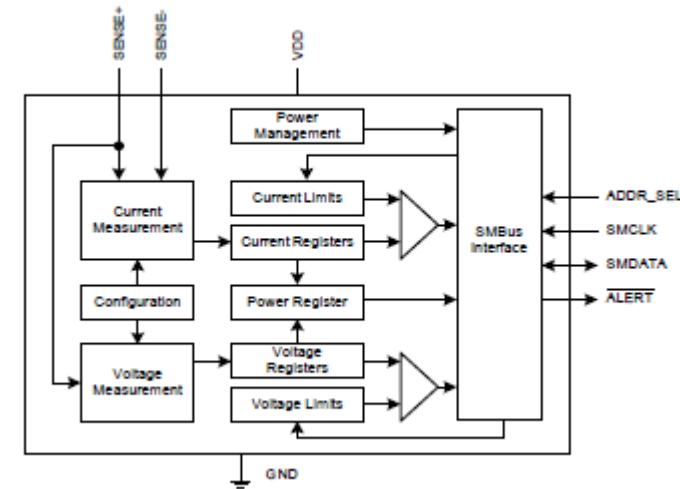 SENSE+
SENSE-
VDD
Power
Management
Current Limits
ADDR_SEL
Current
Measurement
SMBus
Interface
SMCLK
Current Registers
SMDATA
Configuration
Power Register
ALERT
Voltage
Measurement
Voltage
Registers
Voltage Limits
GND